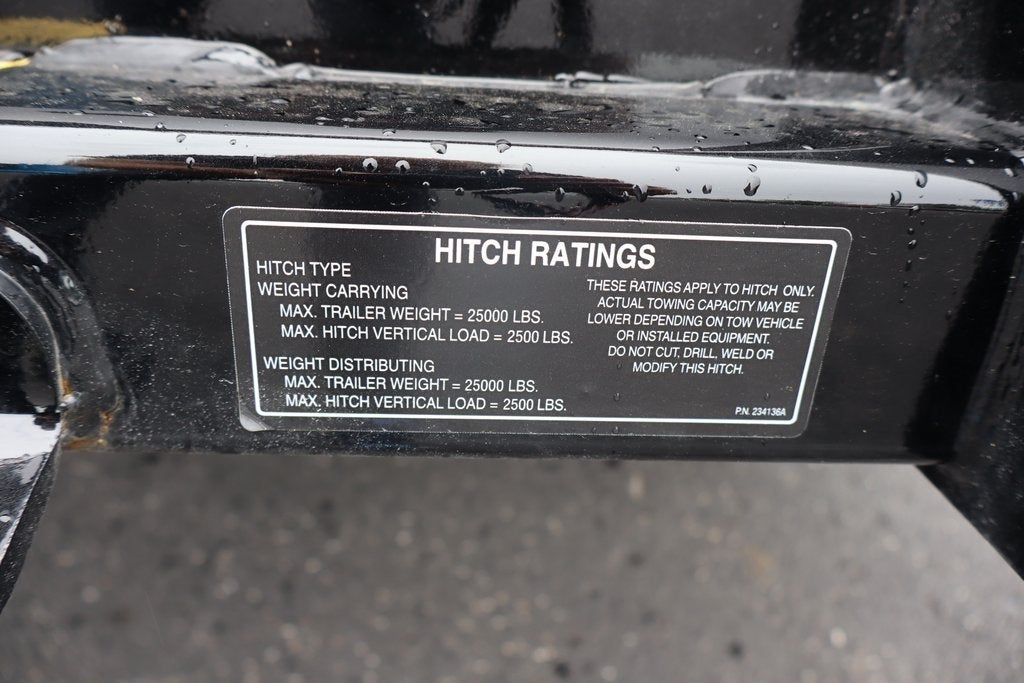 HITCH RATINGS
HITCH TYPE
WEIGHT CARRYING
MAX. TRAILER WEIGHT = 25000 LBS.
MAX. HITCH VERTICAL LOAD = 2500 LBS.
WEIGHT DISTRIBUTING
MAX. TRAILER WEIGHT = 25000 LBS.
MAX. HITCH VERTICAL LOAD = 2500 LBS.
THESE RATINGS APPLY TO HITCH ONLY.
ACTUAL TOWING CAPACITY MAY BE
LOWER DEPENDING ON TOW VEHICLE
OR INSTALLED EQUIPMENT.
DO NOT CUT, DRILL, WELD OR
MODIFY THIS HITCH.
P.N. 234136A